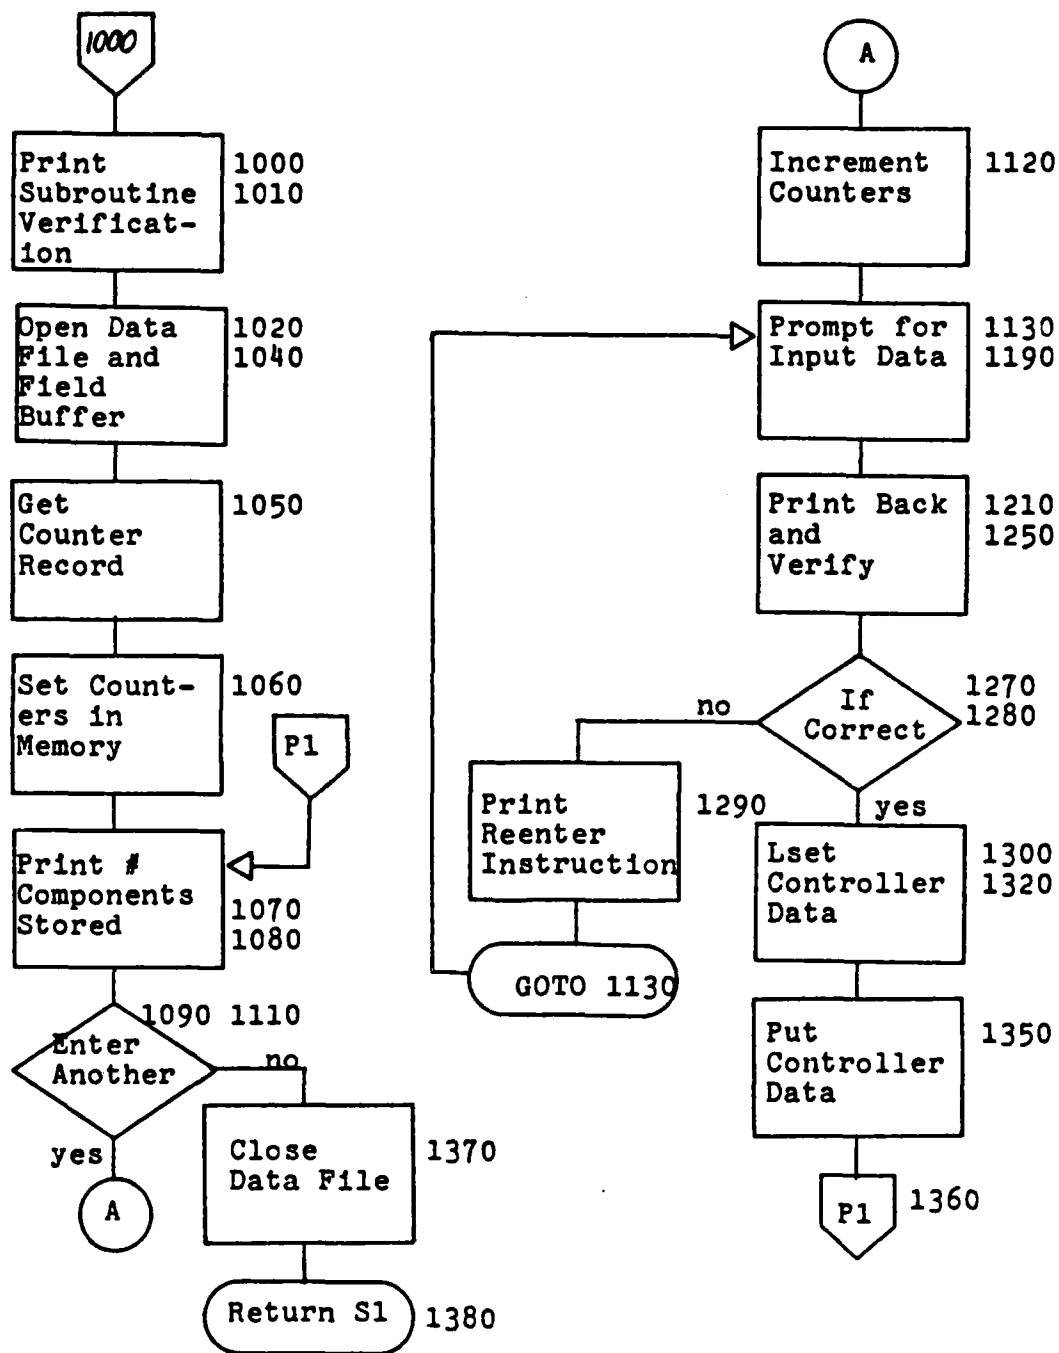 1000
Print
Subroutine
Verificat-
ion
1000
1010
Open Data
File and
Field
Buffer
1020
1040
Get
Counter
Record
1050
Set Count-
ers in
Memory
1060
P1
Print #
Components
Stored
1070
1080
1090 1110
Enter
Another
no
yes
A
Close
Data File
1370
Return S1
1380
A
Increment
Counters
1120
Prompt for
Input Data
1130
1190
Print Back
and
Verify
1210
1250
If
Correct
1270
1280
no
Print
Reenter
Instruction
1290
GOTO 1130
yes
Lset
Controller
Data
1300
1320
Put
Controller
Data
1350
P1
1360